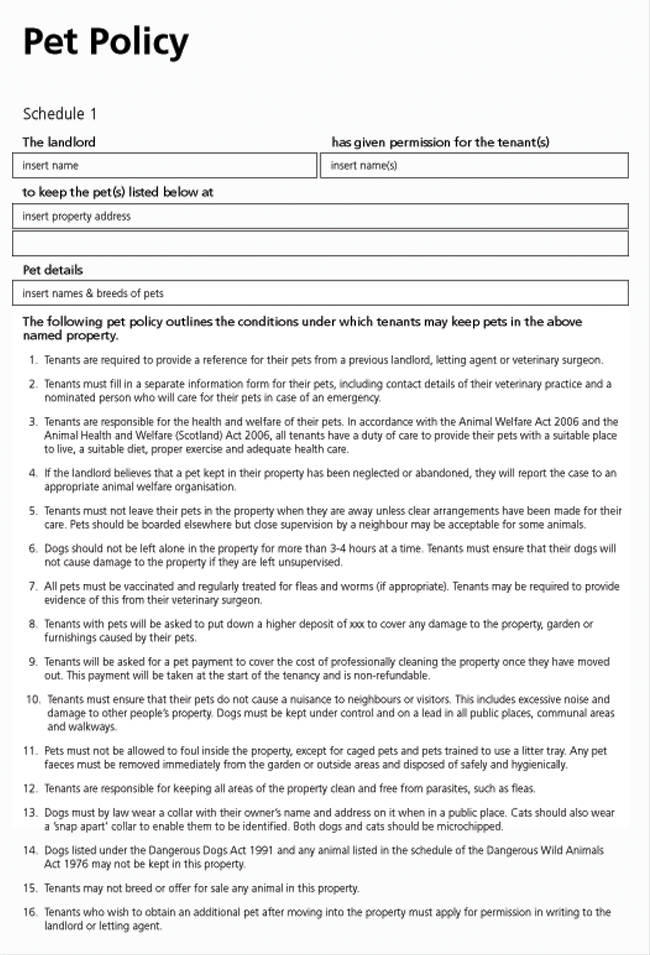 Pet Policy
Schedule 1
The landlord
has given permission for the tenant(s)
insert name
insert name(s)
to keep the pet(s) listed below at
insert property address
Pet details
insert names & breeds of pets
The following pet policy outlines the conditions under which tenants may keep pets in the above
named property.
1. Tenants are required to provide a reference for their pets from a previous landlord, letting agent or veterinary surgeon.
2. Tenants must fill in a separate information form for their pets, including contact details of their veterinary practice and a
nominated person who will care for their pets in case of an emergency.
3. Tenants are responsible for the health and welfare of their pets. In accordance with the Animal Welfare Act 2006 and the
Animal Health and Welfare (Scotland) Act 2006, all tenants have a duty of care to provide their pets with a suitable place
to live, a suitable diet, proper exercise and adequate health care.
4. If the landlord believes that a pet kept in their property has been neglected or abandoned, they will report the case to an
appropriate animal welfare organisation.
5. Tenants must not leave their pets in the property when they are away unless clear arrangements have been made for their
care. Pets should be boarded elsewhere but close supervision by a neighbour may be acceptable for some animals.
6. Dogs should not be left alone in the property for more than 3-4 hours at a time. Tenants must ensure that their dogs will
not cause damage to the property if they are left unsupervised.
7. All pets must be vaccinated and regularly treated for fleas and worms (if appropriate). Tenants may be required to provide
evidence of this from their veterinary surgeon.
8. Tenants with pets will be asked to put down a higher deposit of xxx to cover any damage to the property, garden or
furnishings caused by their pets.
9. Tenants will be asked for a pet payment to cover the cost of professionally cleaning the property once they have moved
out. This payment will be taken at the start of the tenancy and is non-refundable.
10. Tenants must ensure that their pets do not cause a nuisance to neighbours or visitors. This includes excessive noise and
damage to other people's property. Dogs must be kept under control and on a lead in all public places, communal areas
and walkways.
11. Pets must not be allowed to foul inside the property, except for caged pets and pets trained to use a litter tray. Any pet
faeces must be removed immediately from the garden or outside areas and disposed of safely and hygienically.
12. Tenants are responsible for keeping all areas of the property clean and free from parasites, such as fleas.
13. Dogs must by law wear a collar with their owner's name and address on it when in a public place. Cats should also wear
a 'snap apart' collar to enable them to be identified. Both dogs and cats should be microchipped.
14. Dogs listed under the Dangerous Dogs Act 1991 and any animal listed in the schedule of the Dangerous Wild Animals
Act 1976 may not be kept in this property.
15. Tenants may not breed or offer for sale any animal in this property.
16. Tenants who wish to obtain an additional pet after moving into the property must apply for permission in writing to the
landlord or letting agent.